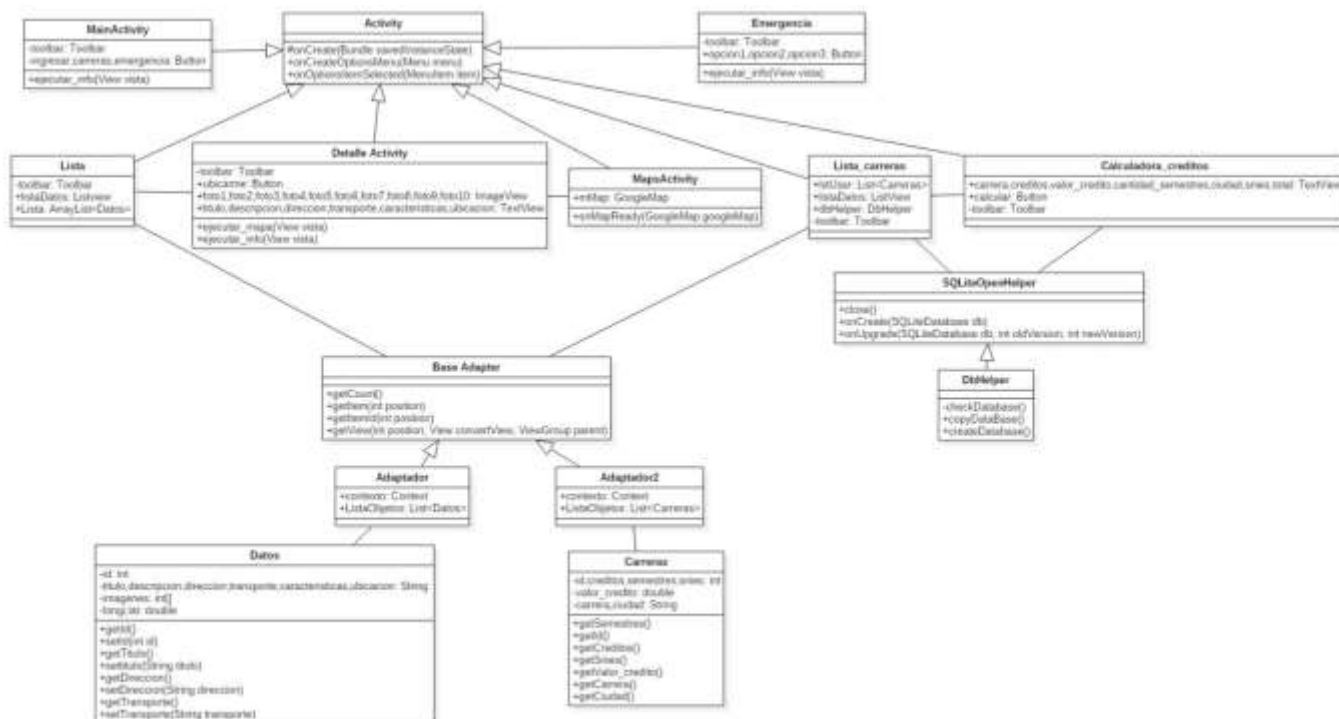 MainActivity
-toolbar: Toolbar
-ingresar,carreras,emergencia: Button
+ejecutar_info(View vista)
Activity
#onCreate(Bundle savedInstanceState)
+onCreateOptionsMenu(Menu menu)
+onOptionsItemSelected(MenuItem item)
Emergencia
-toolbar: Toolbar
+opcion1,opcion2,opcion3: Button
+ejecutar_info(View vista)
Lista
-toolbar: Toolbar
+listaDatos: Listview
+Lista: ArrayList<Datos>
Detalle Activity
-toolbar: Toolbar
+ubicarme: Button
+foto1,foto2,foto3,foto4,foto5,foto6,foto7,foto8,foto9,foto10: ImageView
+titulo,descripcion,direccion,transporte,caracteristicas,ubicacion: TextView
+ejecutar_mapa(View vista)
+ejecutar_info(View vista)
MapsActivity
+mMap: GoogleMap
+onMapReady(GoogleMap googleMap)
Lista_carreras
+lstUser: List<Carreras>
+listaDatos: ListView
+dbHelper: DbHelper
-toolbar: Toolbar
Calculadora_creditos
+carrera,creditos,valor_credito,cantidad_semestres,ciudad,snies,total: TextView
+calcular: Button
-toolbar: Toolbar
SQLiteOpenHelper
+close()
+onCreate(SQLiteDatabase db)
+onUpgrade(SQLiteDatabase db, int oldVersion, int newVersion)
Base Adapter
+getCount()
+getItem(int position)
+getItemId(int position)
+getView(int position, View convertView, ViewGroup parent)
DbHelper
-checkDatabase()
+copyDataBase()
+createDatabase()
Adaptador
+contexto: Context
+ListaObjetos: List<Datos>
Adaptador2
+contexto: Context
+ListaObjetos: List<Carreras>
Datos
-id: int
-titulo,descripcion,direccion,transporte,caracteristicas,ubicacion: String
-imagenes: int[]
-longi,lat: double
+getId()
+setId(int id)
+getTitulo()
+settitulo(String titulo)
+getDireccion()
+setDireccion(String direccion)
+getTransporte()
+setTransporte(String transporte)
Carreras
-id,creditos,semestres,snies: int
-valor_credito: double
-carrera,ciudad: String
+getSemestres()
+getId()
+getCreditos()
+getSnies()
+getValor_credito()
+getCarrera()
+getCiudad()